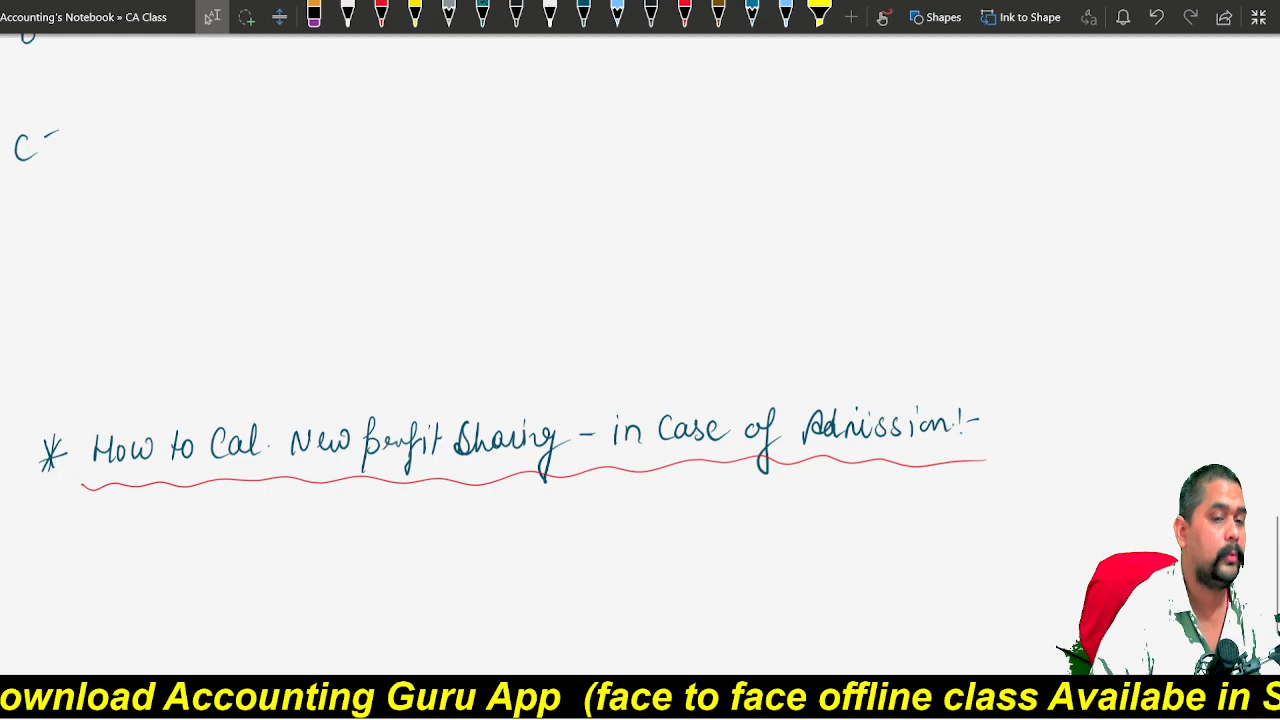 Accounting's Notebook » CA Class
Shapes
Ink to Shape
C -
* How to Cal. New profit Sharing - in Case of Admission :-
ownload Accounting Guru App (face to face offline class Availabe in S